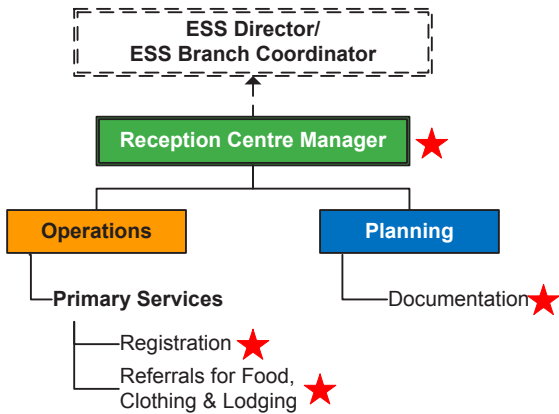 ESS Director/
ESS Branch Coordinator
Reception Centre Manager
Operations
Planning
Primary Services
Documentation
Registration
Referrals for Food,
Clothing & Lodging